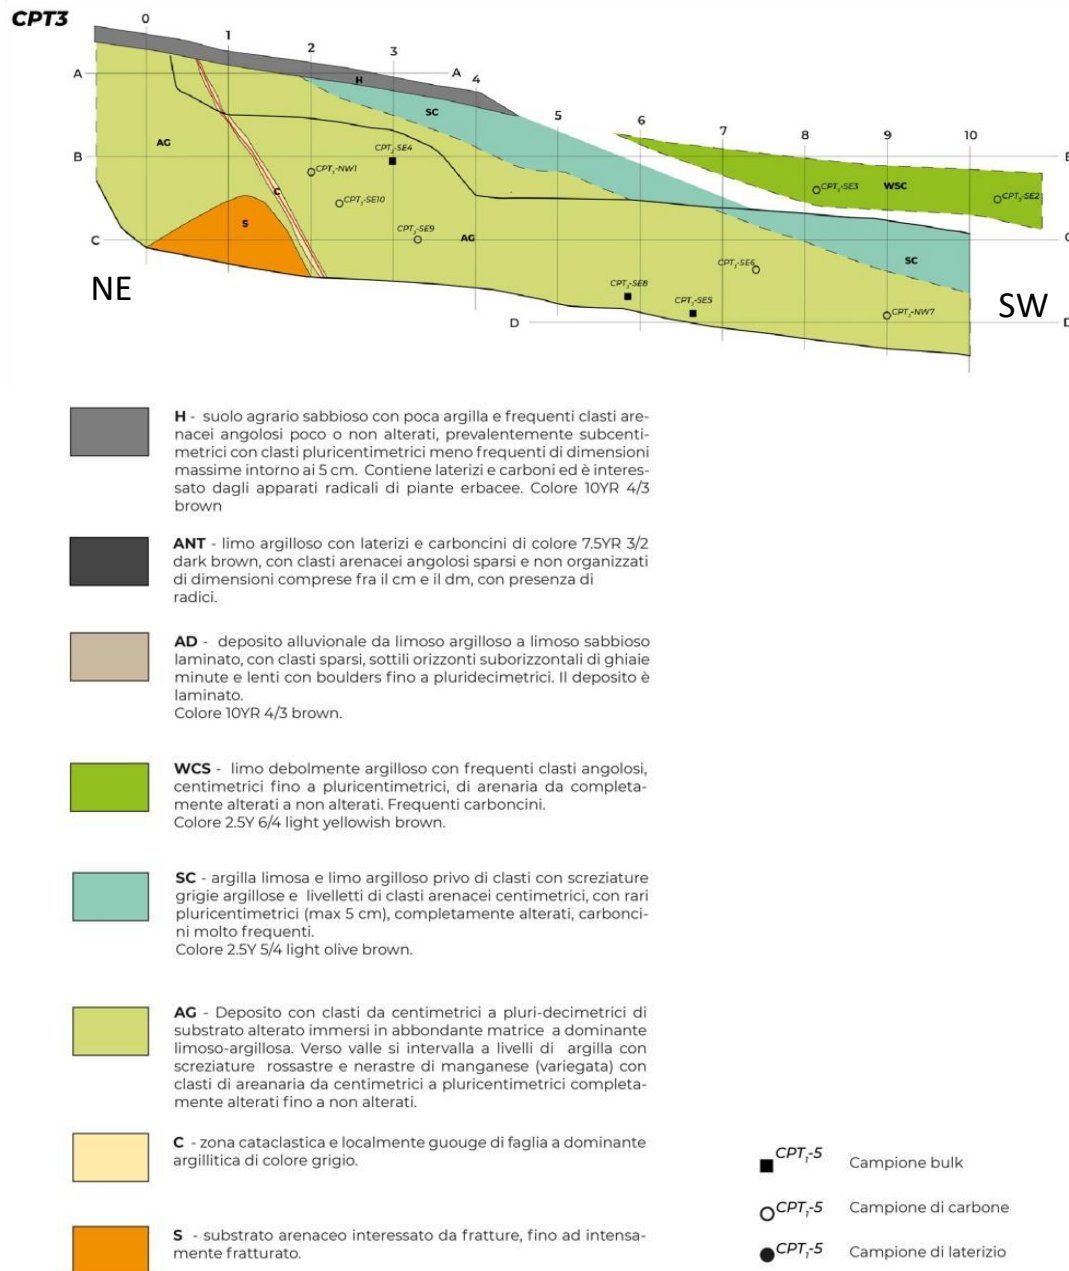 CPT3
0
1
2
3
4
5
6
7
8
9
10
A
A
H
SC
B
B
AG
CPT3-SE4
CPT3-NW1
C
CPT3-SE10
CPT3-SE3
WSC
CPT3-SE2
S
CPT3-SE9
AG
C
SC
CPT3-SE6
CPT3-SE8
CPT3-SE5
CPT3-NW7
NE
SW
D
H - suolo agrario sabbioso con poca argilla e frequenti clasti are-
nacei angolosi poco o non alterati, prevalentemente subcenti-
metrici con clasti pluricentimetrici meno frequenti di dimensioni
massime intorno ai 5 cm. Contiene laterizi e carboni ed è interes-
sato dagli apparati radicali di piante erbacee. Colore 10YR 4/3
brown
ANT - limo argilloso con laterizi e carboncini di colore 7.5YR 3/2
dark brown, con clasti arenacei angolosi sparsi e non organizzati
di dimensioni comprese fra il cm e il dm, con presenza di
radici.
AD - deposito alluvionale da limoso argilloso a limoso sabbioso
laminato, con clasti sparsi, sottili orizzonti suborizzontali di ghiaie
minute e lenti con boulders fino a pluridecimetrici. Il deposito è
laminato.
Colore 10YR 4/3 brown.
WCS - limo debolmente argilloso con frequenti clasti angolosi,
centimetrici fino a pluricentimetrici, di arenaria da completa-
mente alterati a non alterati. Frequenti carboncini.
Colore 2.5Y 6/4 light yellowish brown.
SC - argilla limosa e limo argilloso privo di clasti con screziature
grigie argillose e livelletti di clasti arenacei centimetrici, con rari
pluricentimetrici (max 5 cm), completamente alterati, carbonci-
ni molto frequenti.
Colore 2.5Y 5/4 light olive brown.
AG - Deposito con clasti da centimetrici a pluri-decimetrici di
substrato alterato immersi in abbondante matrice a dominante
limoso-argillosa. Verso valle si intervalla a livelli di argilla con
screziature rossastre e nerastre di manganese (variegata) con
clasti di areanaria da centimetrici a pluricentimetrici completa-
mente alterati fino a non alterati.
C - zona cataclastica e localmente guouge di faglia a dominante
argillitica di colore grigio.
S - substrato arenaceo interessato da fratture, fino ad intensa-
mente fratturato.
CPT1-5 Campione bulk
CPT1-5 Campione di carbone
CPT1-5 Campione di laterizio